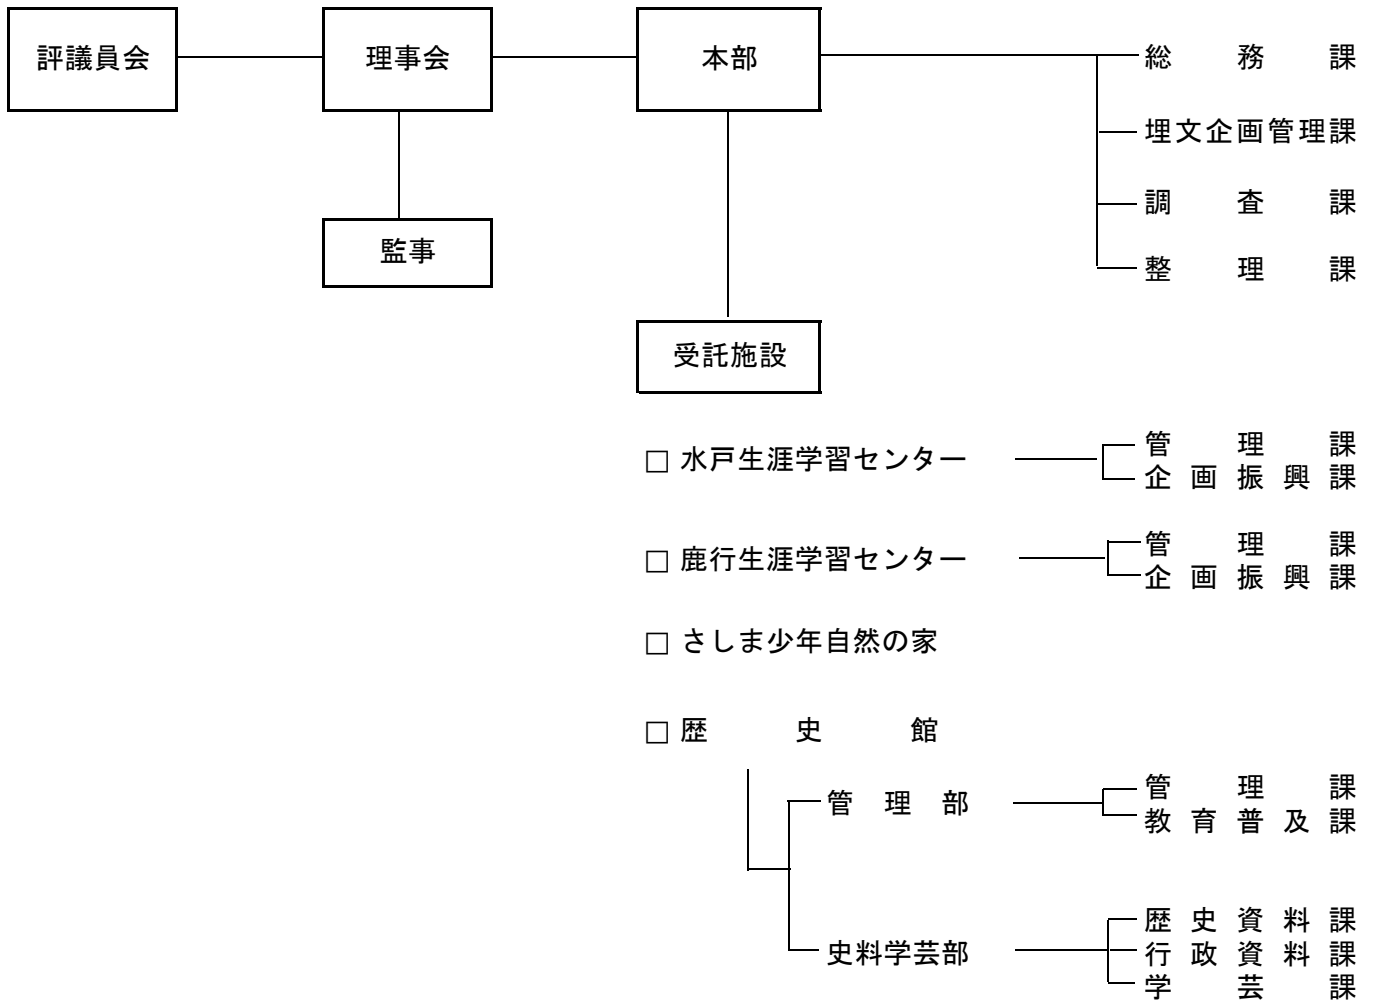 評議員会
理事会
本部
総務課
埋文企画管理課
調査課
整理課
監事
受託施設
□ 水戸生涯学習センター
管理課
企画振興課
□ 鹿行生涯学習センター
管理課
企画振興課
□ さしま少年自然の家
□ 歴史館
管理部
管理課
教育普及課
史料学芸部
歴史資料課
行政資料課
学芸課